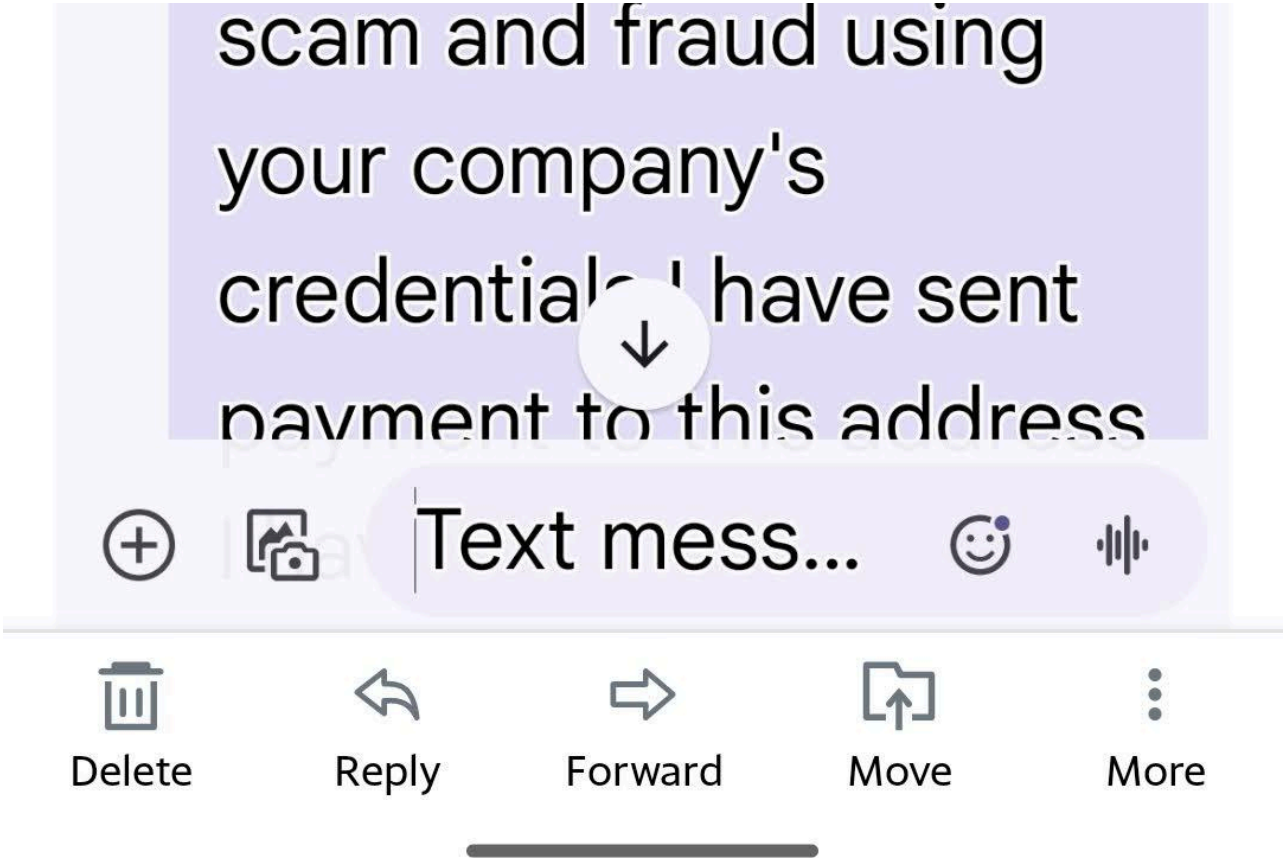 scam and fraud using
your company's
credentials I have sent
payment to this address
Text mess...
Delete Reply Forward Move More